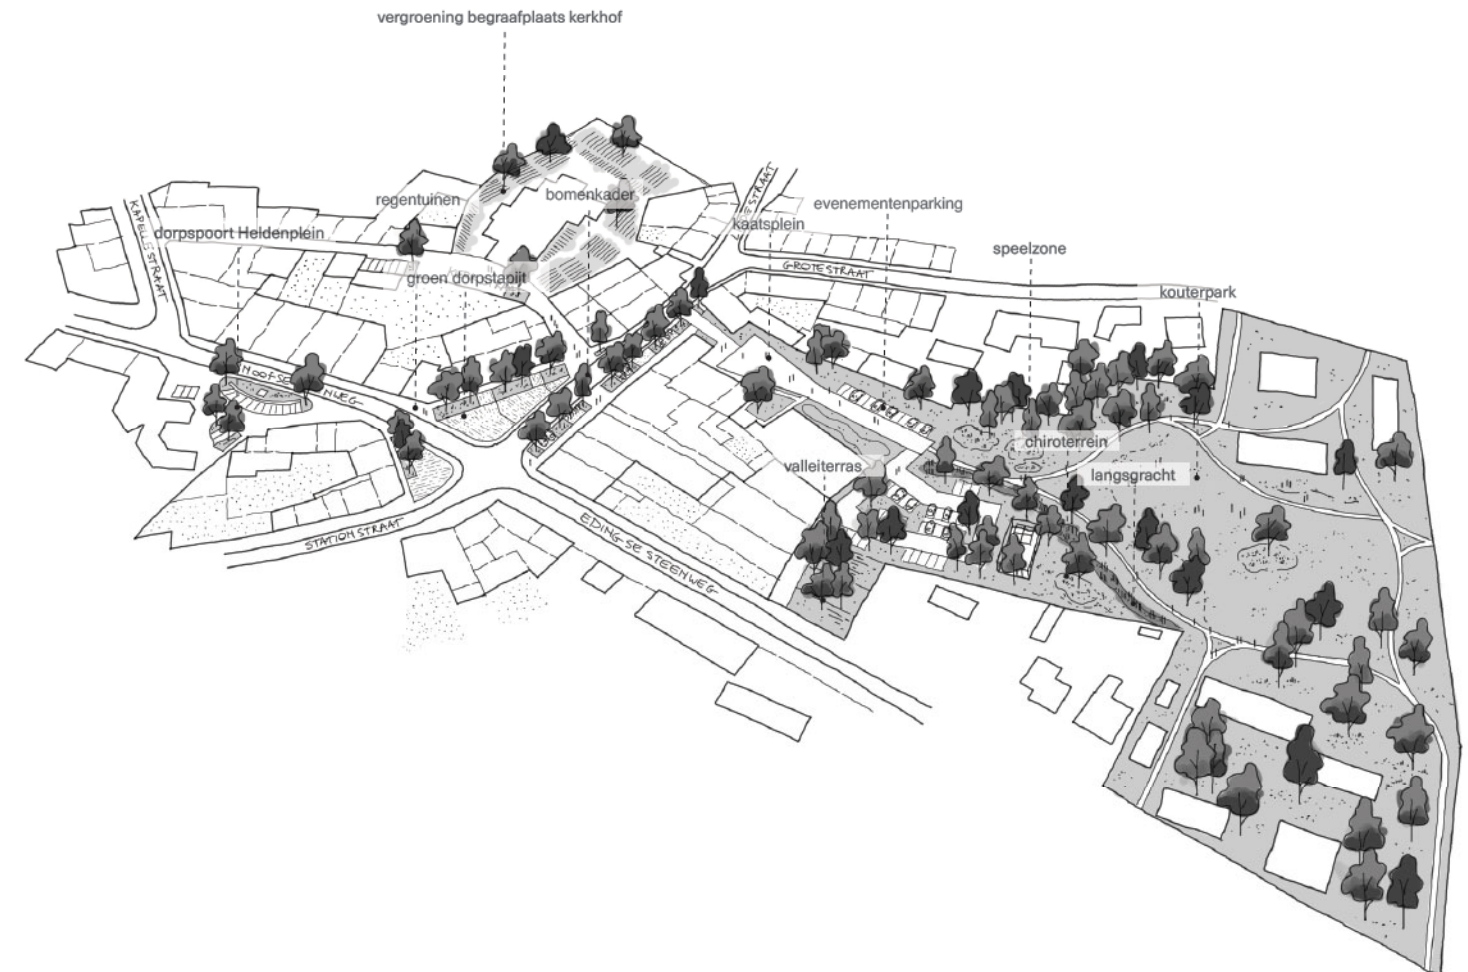 vergroening begraafplaats kerkhof
regentuinen
bomenkader
evenementenparking
kaatsplein
dorpspoort Heldenplein
speelzone
groen dorpstapijt
GROTESTRAAT
kouterpark
KAPELLESTRAAT
chiroterrein
valleiterras
langsgracht
STATIONSTRAAT
EDINGSE STEENWEG